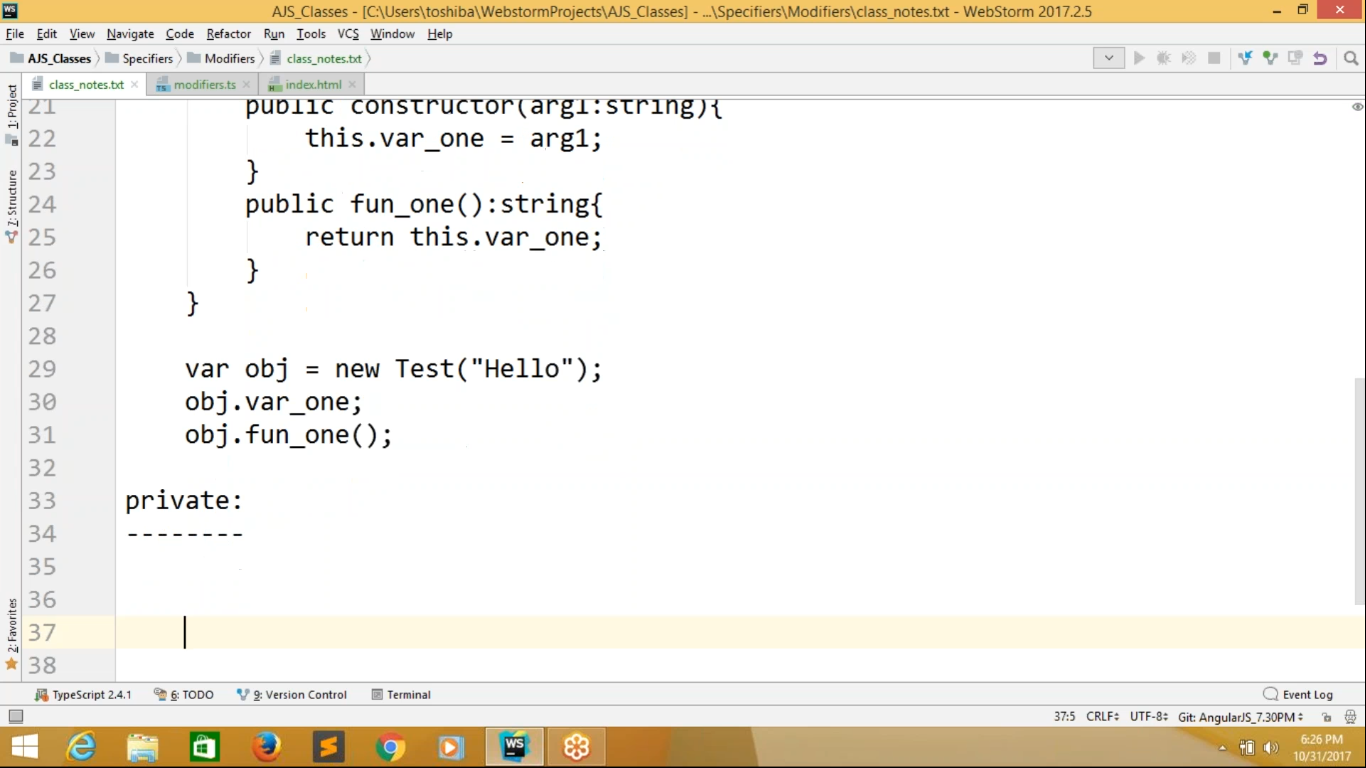 WS
AJS_Classes - [C:\Users\toshiba\WebstormProjects\AJS_Classes] - ...\Specifiers\Modifiers\class_notes.txt - WebStorm 2017.2.5
File Edit View Navigate Code Refactor Run Tools VCS Window Help
AJS_Classes Specifiers Modifiers class_notes.txt
class_notes.txt modifiers.ts index.html
1: Project
7: Structure
2: Favorites
21 public constructor(arg1:string){
22 this.var_one = arg1;
23 }
24 public fun_one():string{
25 return this.var_one;
26 }
27 }
28
29 var obj = new Test("Hello");
30 obj.var_one;
31 obj.fun_one();
32
33 private:
34 --------
35
36
37
38
TypeScript 2.4.1 6: TODO 9: Version Control Terminal Event Log
37:5 CRLF UTF-8 Git: AngularJS_7.30PM
WS
6:26 PM
10/31/2017